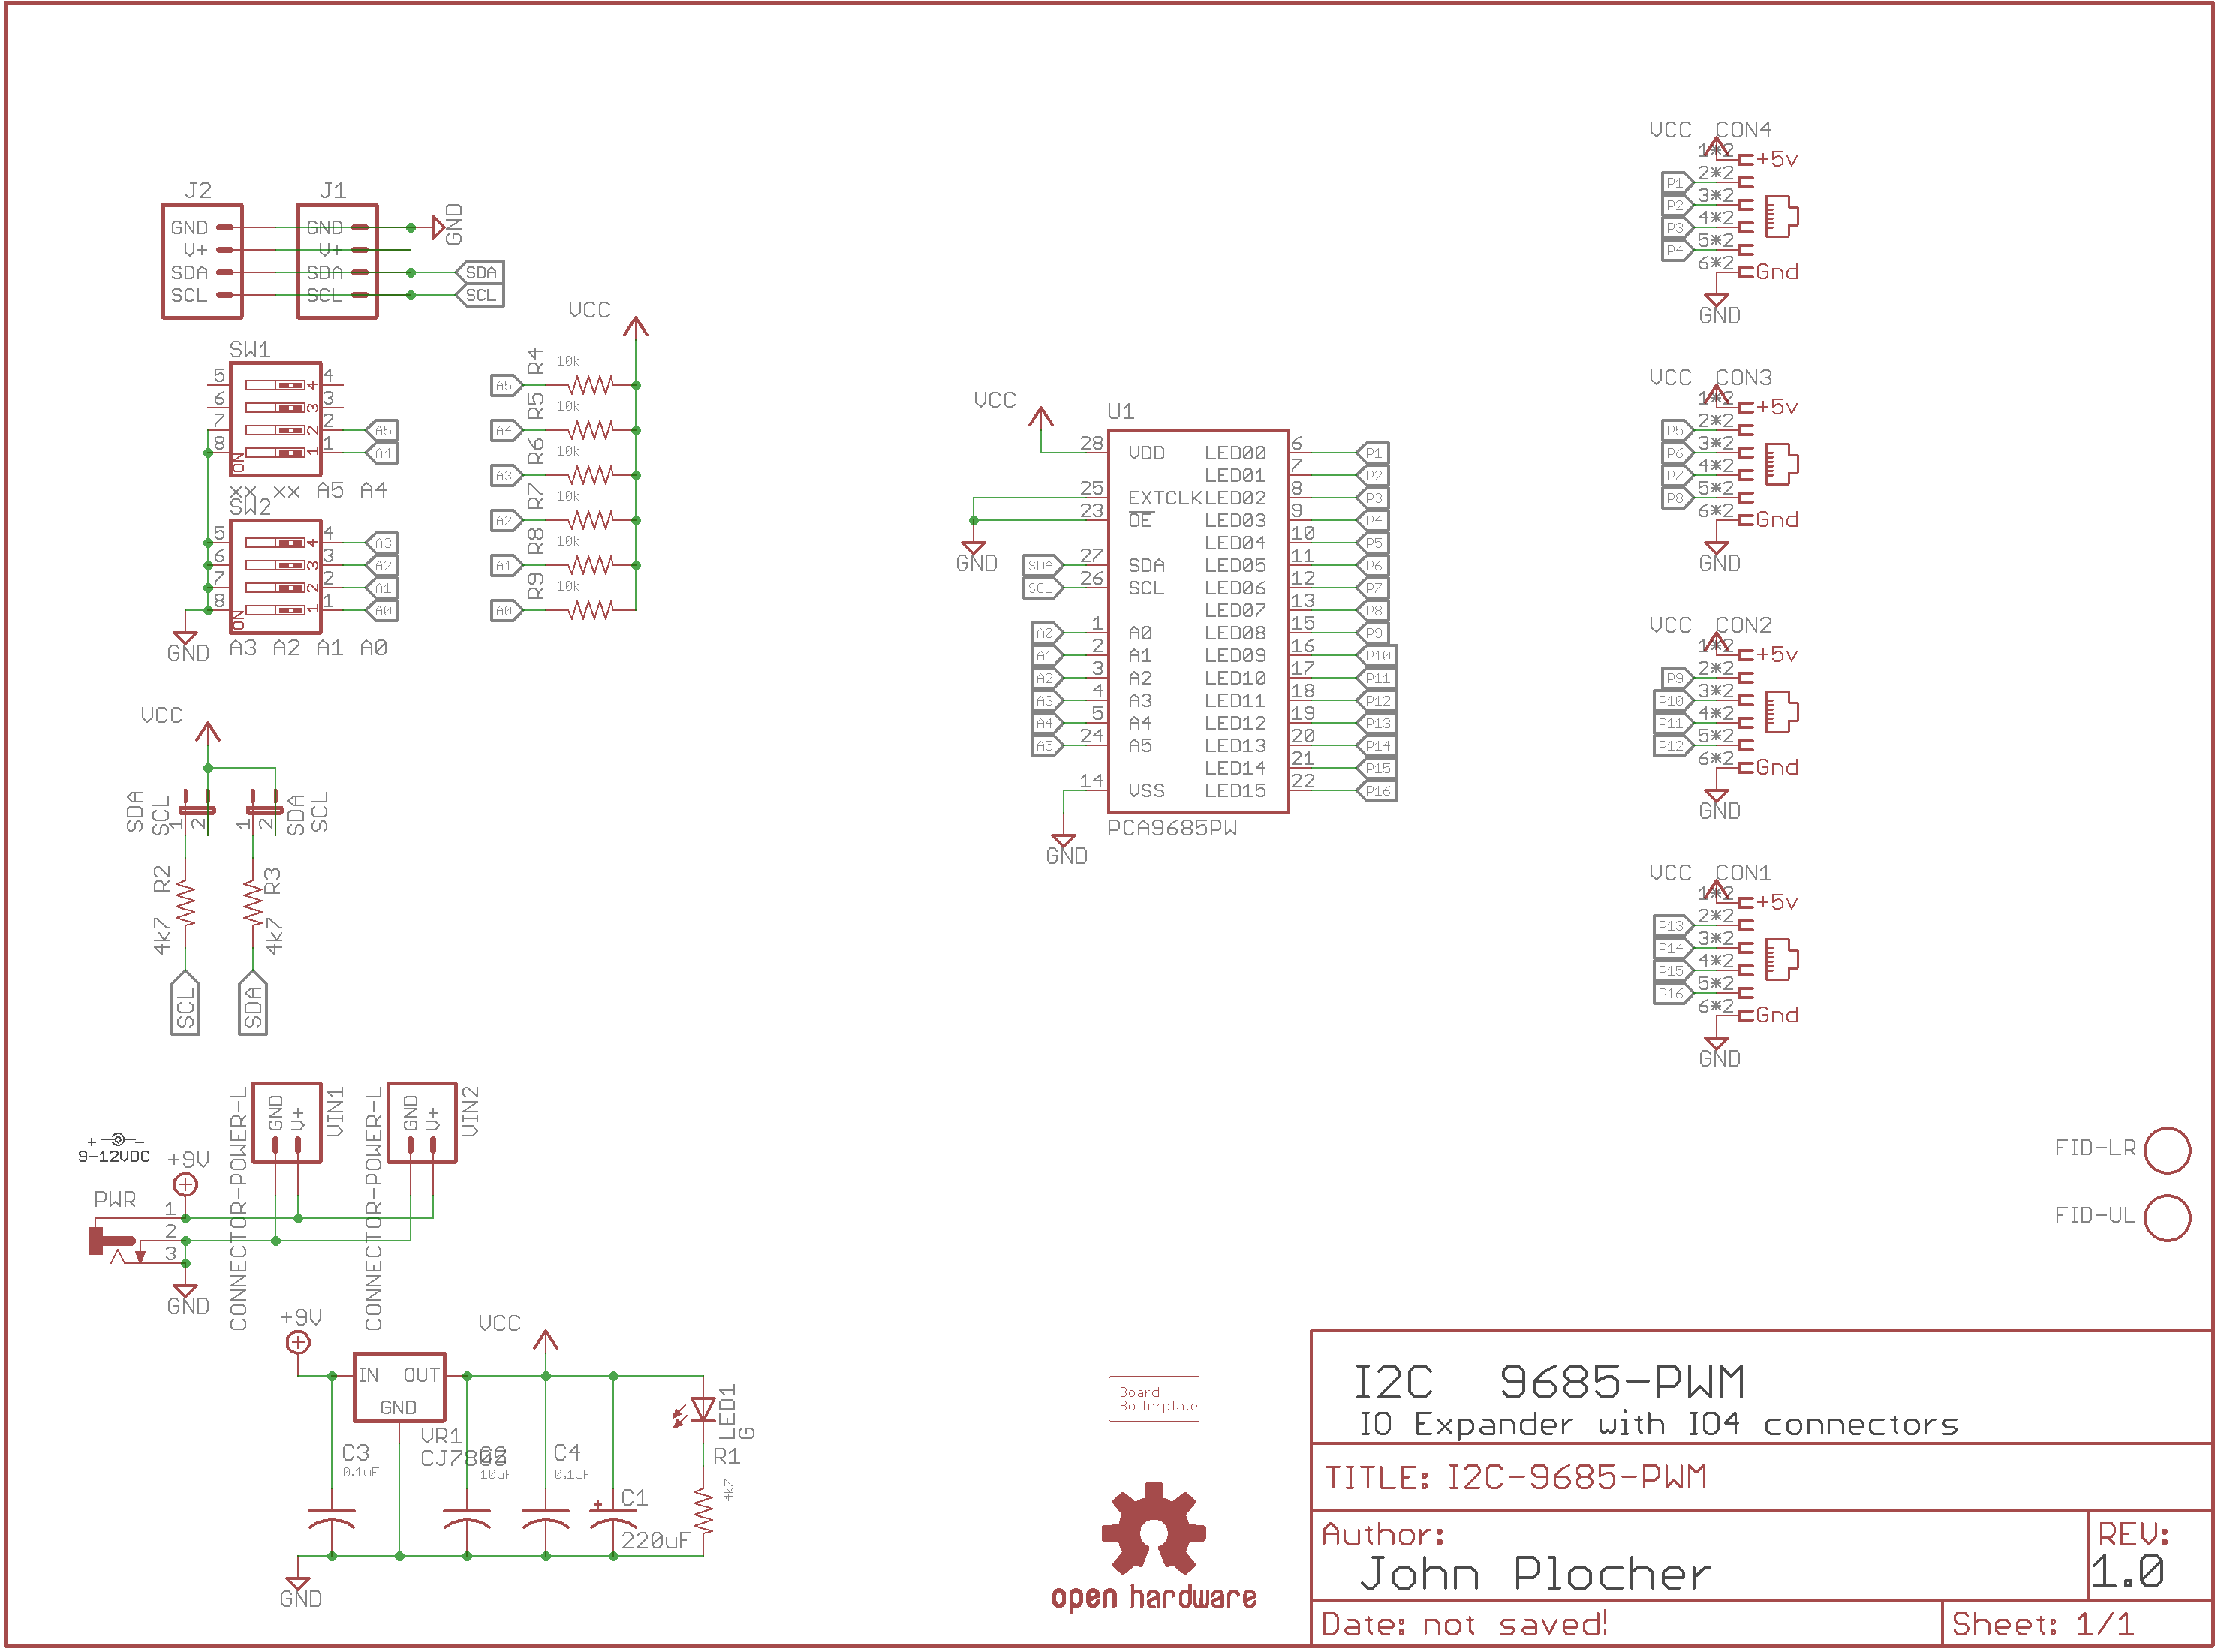 J2
GND
V+
SDA
SCL
J1
GND
V+
SDA
SCL
GND
SDA
SCL
SW1
5 4 4
6 3 3
7 2 2 A5
8 1 1 A4
ON
XX XX A5 A4
SW2
5 4 4 A3
6 3 3 A2
7 2 2 A1
8 1 1 A0
ON
GND
A3 A2 A1 A0
VCC
A5 R4 10k
A4 R5 10k
A3 R6 10k
A2 R7 10k
A1 R8 10k
A0 R9 10k
VCC
SDA
SCL
1 2
1 2
SDA
SCL
R2
4k7
R3
4k7
SCL
SDA
+ -
9-12VDC
+9V
PWR
1
2
3
GND
CONNECTOR-POWER-L
GND
V+
VIN1
CONNECTOR-POWER-L
GND
V+
VIN2
+9V
IN OUT
GND
VR1
CJ7805
VCC
C3
0.1uF
C2
10uF
C4
0.1uF
+
C1
220uF
LED1
G
R1
4k7
GND
VCC
U1
28 VDD LED00 6 P1
LED01 7 P2
25 EXTCLK LED02 8 P3
23 OE LED03 9 P4
LED04 10 P5
SDA 27 SDA LED05 11 P6
SCL 26 SCL LED06 12 P7
LED07 13 P8
A0 1 A0 LED08 15 P9
A1 2 A1 LED09 16 P10
A2 3 A2 LED10 17 P11
A3 4 A3 LED11 18 P12
A4 5 A4 LED12 19 P13
A5 24 A5 LED13 20 P14
LED14 21 P15
14 VSS LED15 22 P16
GND
GND
PCA9685PW
VCC CON4
1*2 +5v
P1 2*2
P2 3*2
P3 4*2
P4 5*2
6*2 Gnd
GND
VCC CON3
1*2 +5v
P5 2*2
P6 3*2
P7 4*2
P8 5*2
6*2 Gnd
GND
VCC CON2
1*2 +5v
P9 2*2
P10 3*2
P11 4*2
P12 5*2
6*2 Gnd
GND
VCC CON1
1*2 +5v
P13 2*2
P14 3*2
P15 4*2
P16 5*2
6*2 Gnd
GND
FID-LR
FID-UL
Board
Boilerplate
open hardware
I2C 9685-PWM
IO Expander with IO4 connectors
TITLE: I2C-9685-PWM
Author:
John Plocher
REV:
1.0
Date: not saved!
Sheet: 1/1